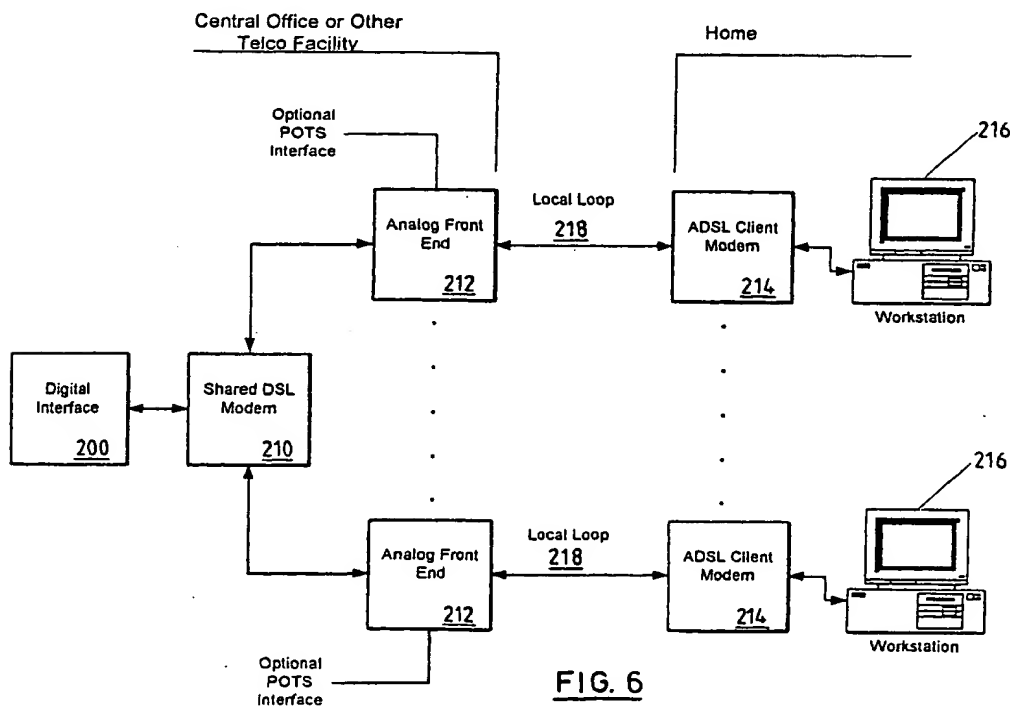 Central Office or Other
Telco Facility
Home
Optional
POTS
Interface
216
Analog Front
End
212
Local Loop
218
ADSL Client
Modem
214
Workstation
Digital
Interface
200
Shared DSL
Modem
210
216
Analog Front
End
212
Local Loop
218
ADSL Client
Modem
214
Workstation
Optional
POTS
Interface
FIG. 6